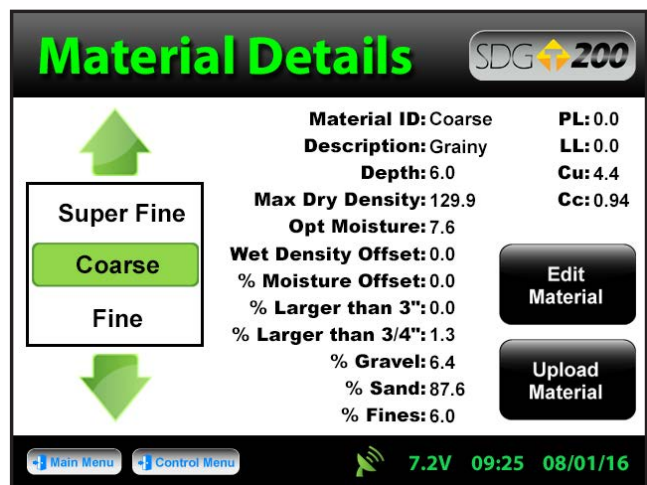 Material Details
SDG 200
Super Fine
Coarse
Fine
Material ID: Coarse
Description: Grainy
Depth: 6.0
Max Dry Density: 129.9
Opt Moisture: 7.6
Wet Density Offset: 0.0
% Moisture Offset: 0.0
% Larger than 3": 0.0
% Larger than 3/4": 1.3
% Gravel: 6.4
% Sand: 87.6
% Fines: 6.0
PL: 0.0
LL: 0.0
Cu: 4.4
Cc: 0.94
Edit
Material
Upload
Material
Main Menu
Control Menu
7.2V 09:25 08/01/16